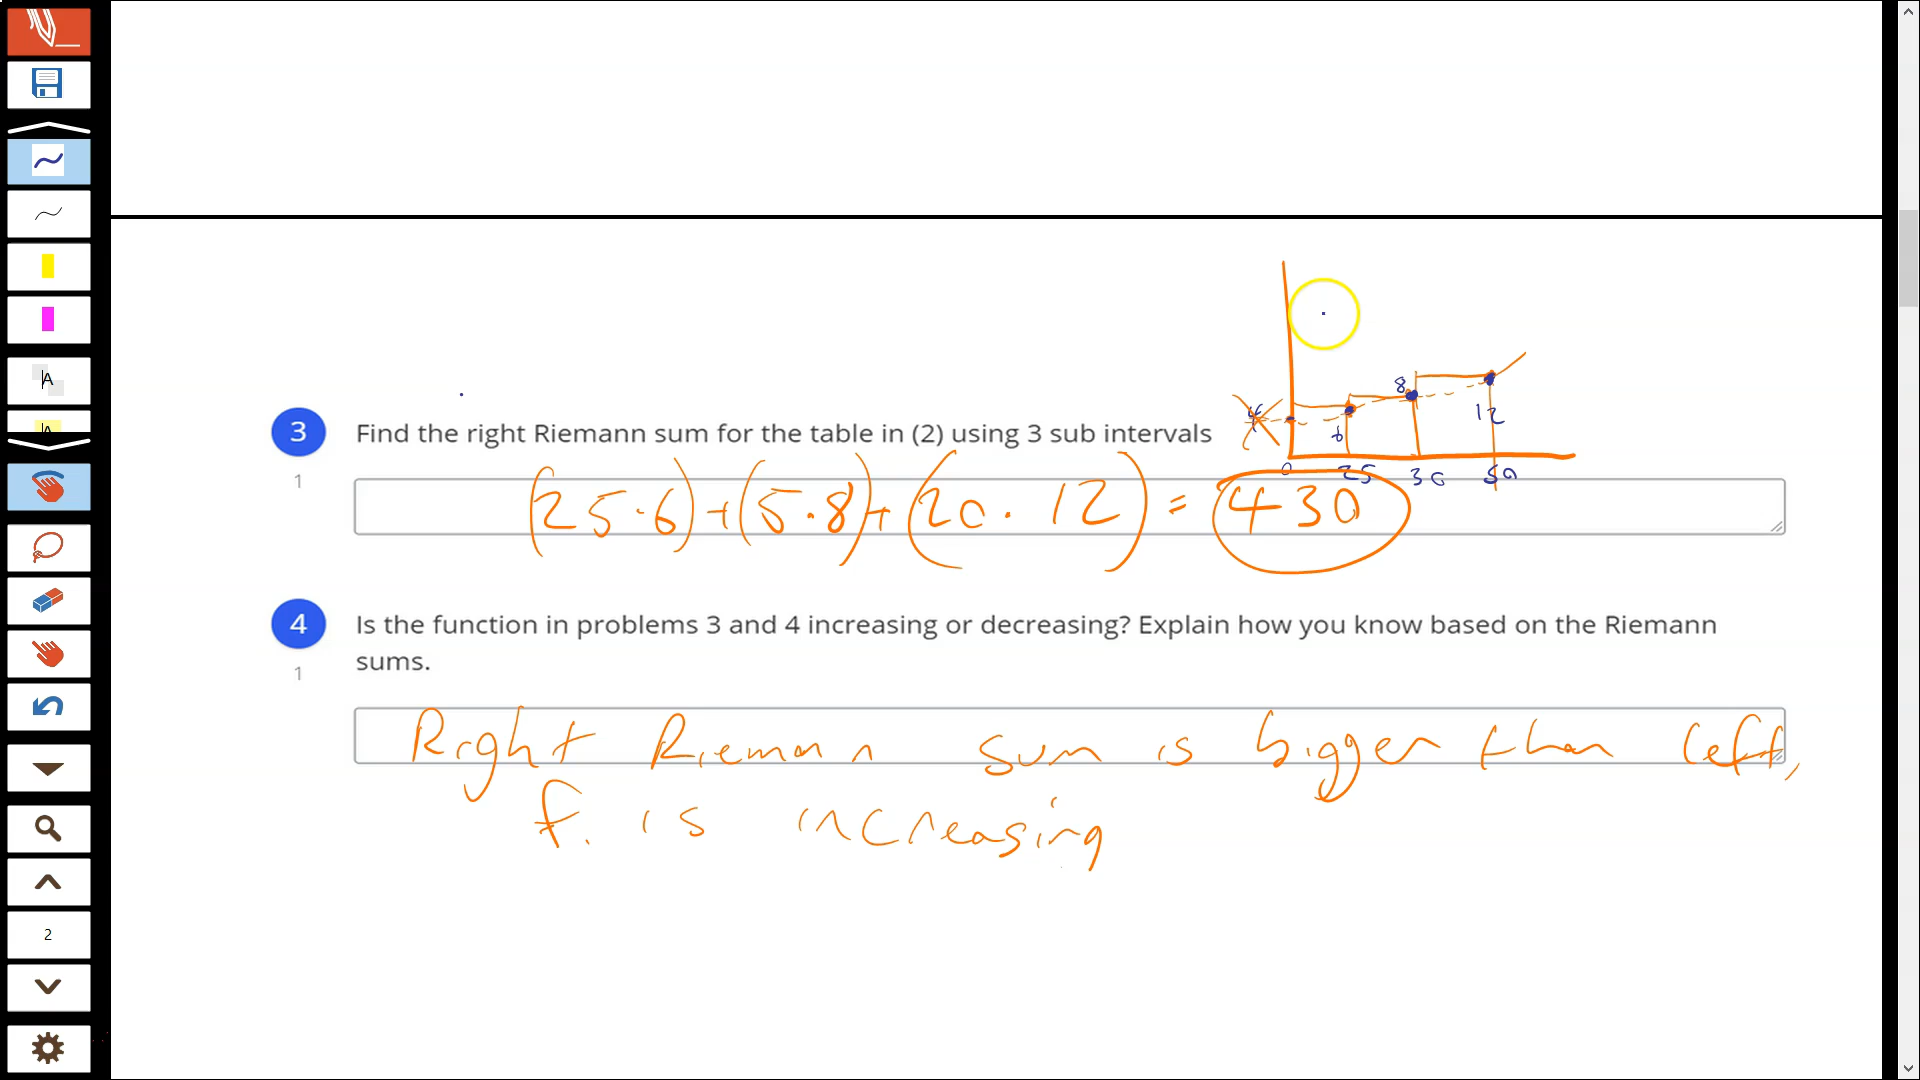 8
12
6
3 Find the right Riemann sum for the table in (2) using 3 sub intervals
0 25 30 50
1
(25·6)+(5·8)+(20·12) = 430
4 Is the function in problems 3 and 4 increasing or decreasing? Explain how you know based on the Riemann
sums.
1
Right Rieman n sum is bigger than left,
f. is increasing
A
A
2